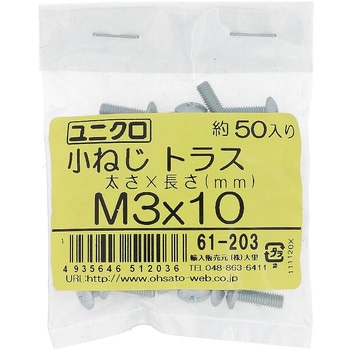 ユニクロ
約50入り
小ねじ トラス
太さ×長さ(mm)
M3x10
61-203
輸入販売元(株)大里
TEL.048-863-6411
4 935646 512036
URL:http://www.ohsato-web.co.jp/
プラ
111120X